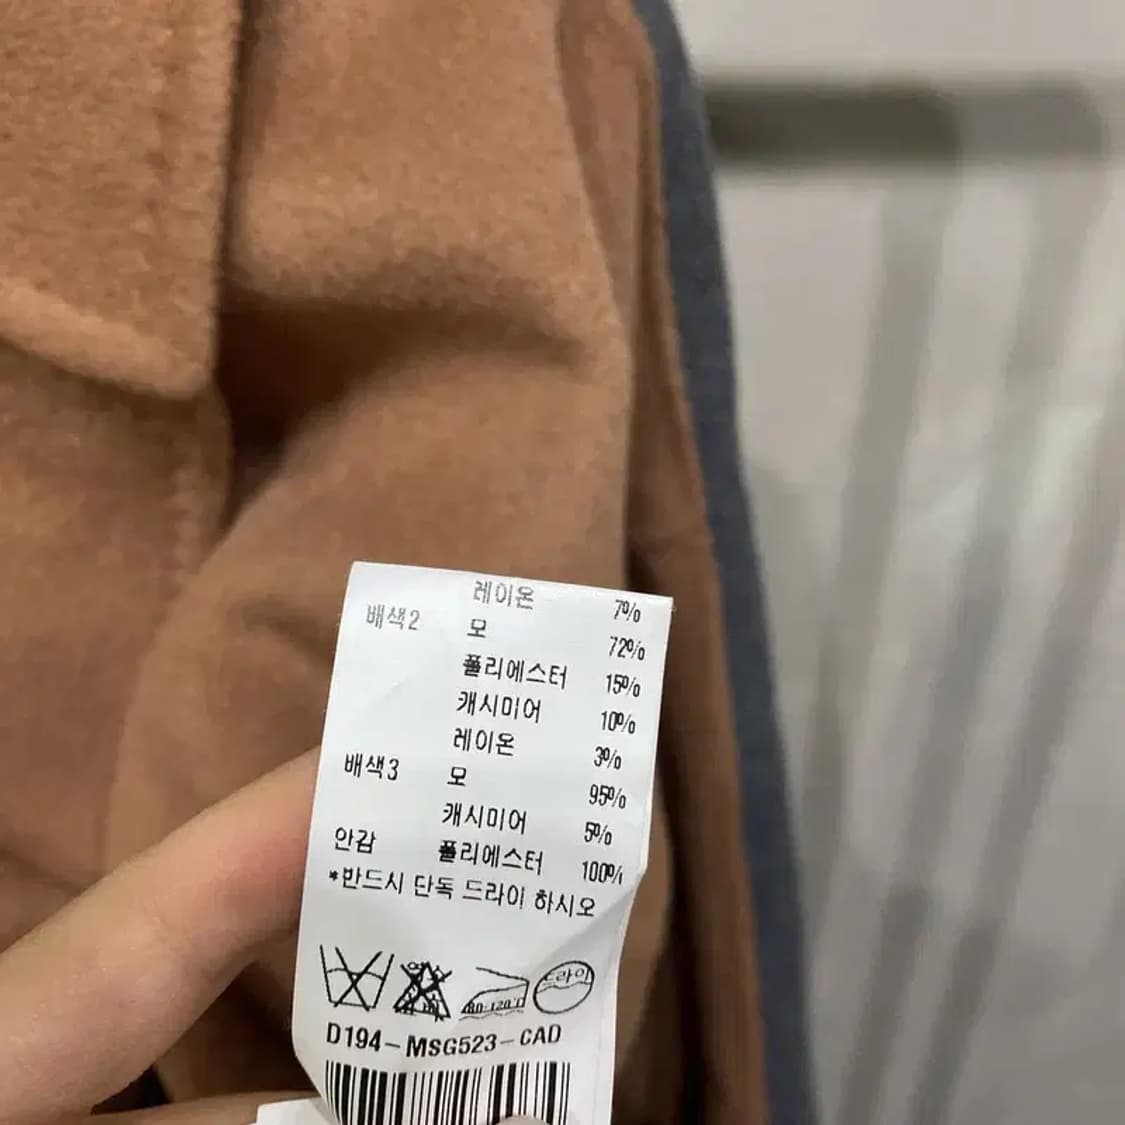 레이온 7%
배색2 모 72%
폴리에스터 15%
캐시미어 10%
레이온 3%
배색3 모 95%
캐시미어 5%
안감 폴리에스터 100%
*반드시 단독 드라이 하시오
80-120℃
드라이
D194-MSG523-CAD